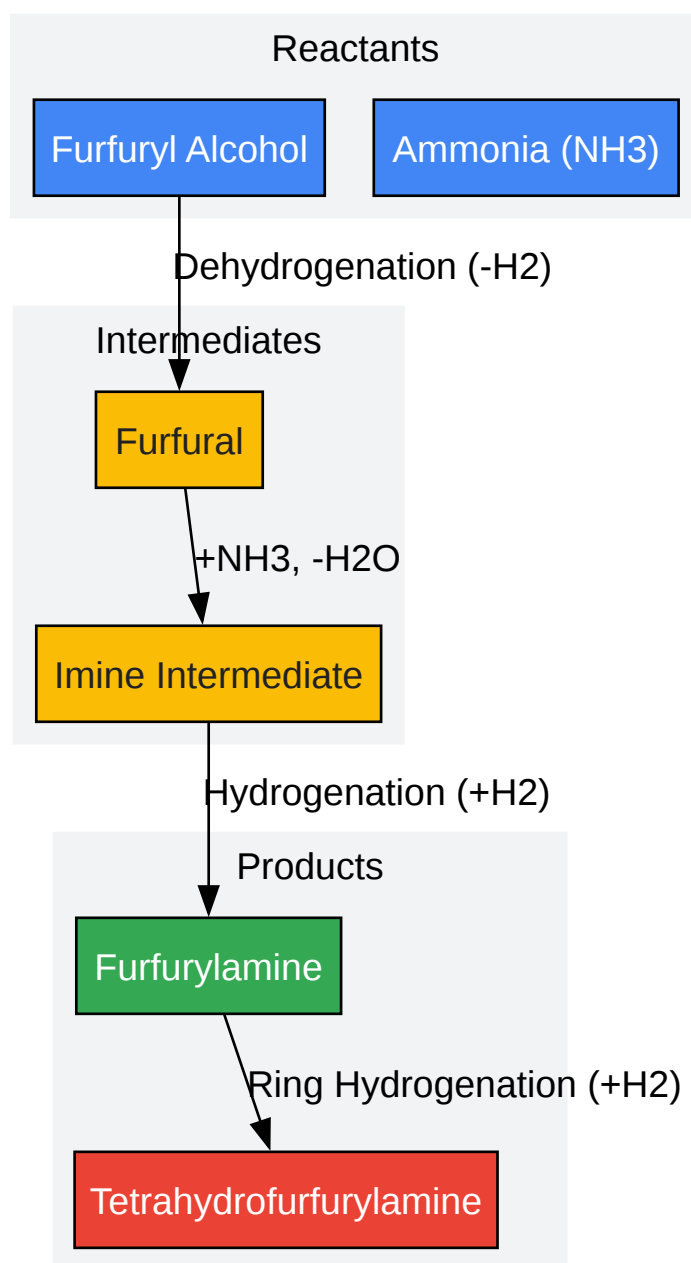 Reactants
Furfuryl Alcohol
Ammonia (NH3)
Dehydrogenation (-H2)
Intermediates
Furfural
+NH3, -H2O
Imine Intermediate
Hydrogenation (+H2)
Products
Furfurylamine
Ring Hydrogenation (+H2)
Tetrahydrofurfurylamine